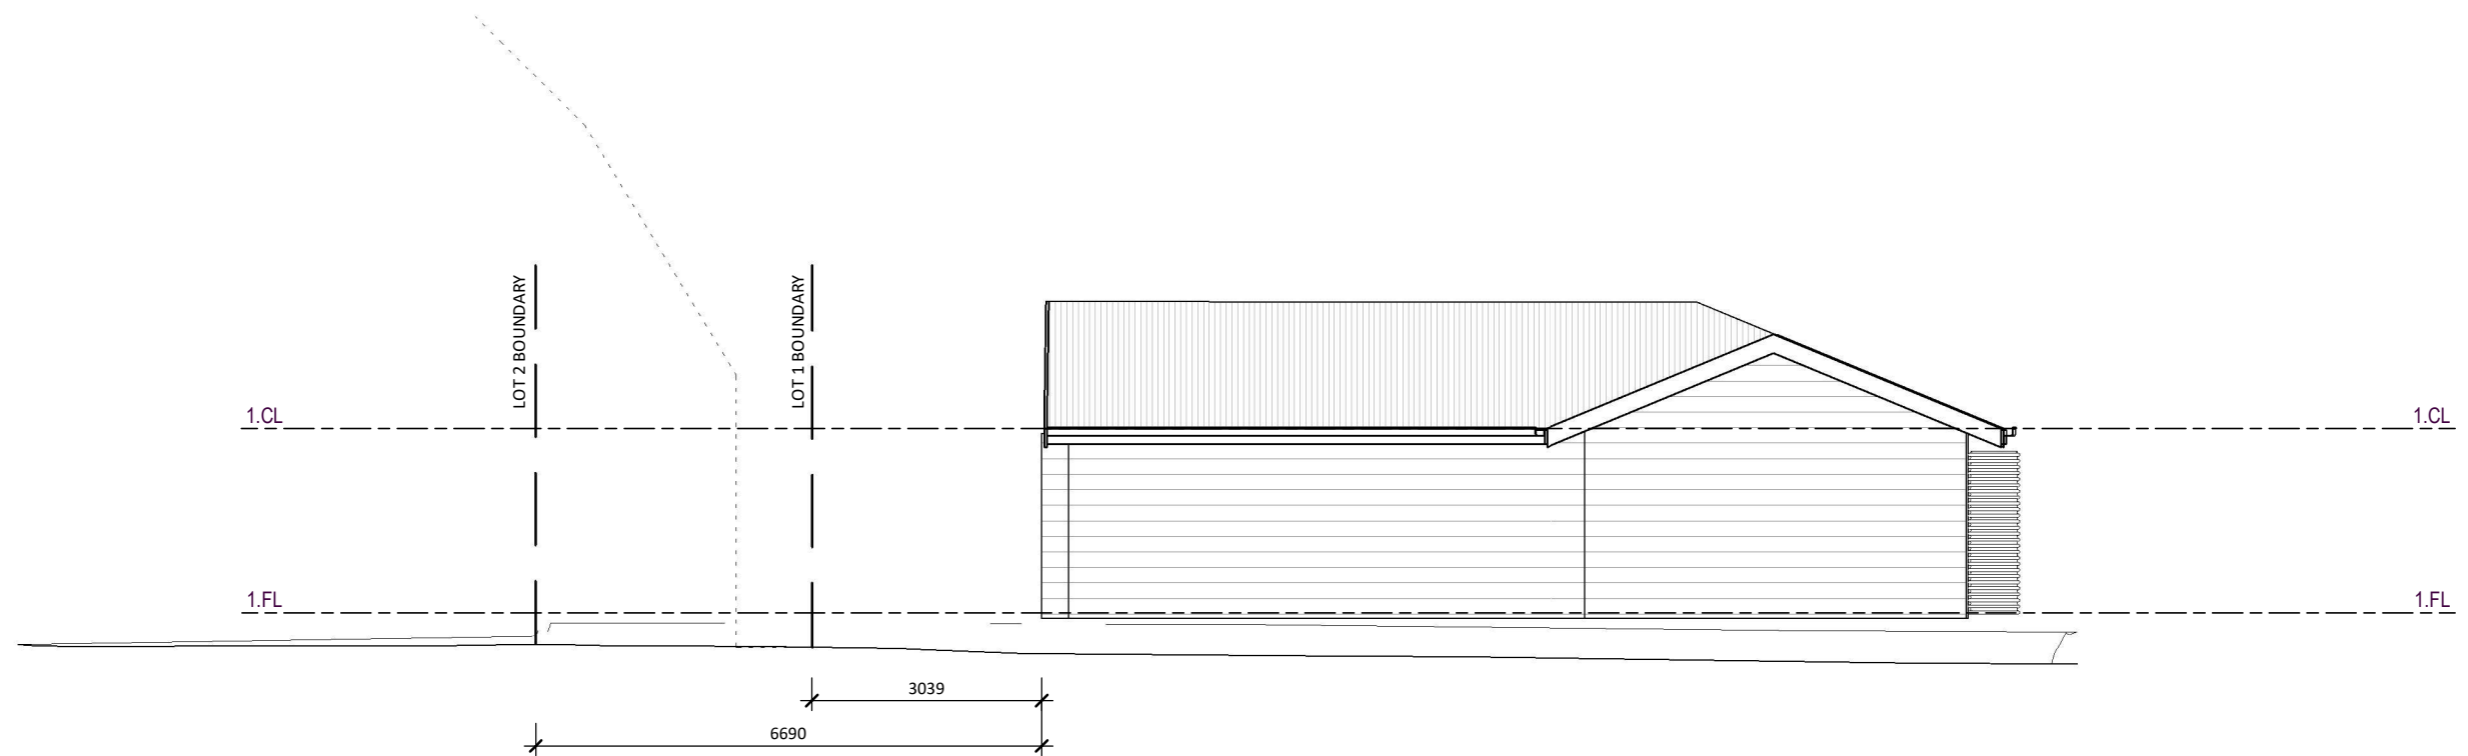 LOT 2 BOUNDARY
LOT 1 BOUNDARY
1.CL
1.CL
1.FL
1.FL
3039
6690